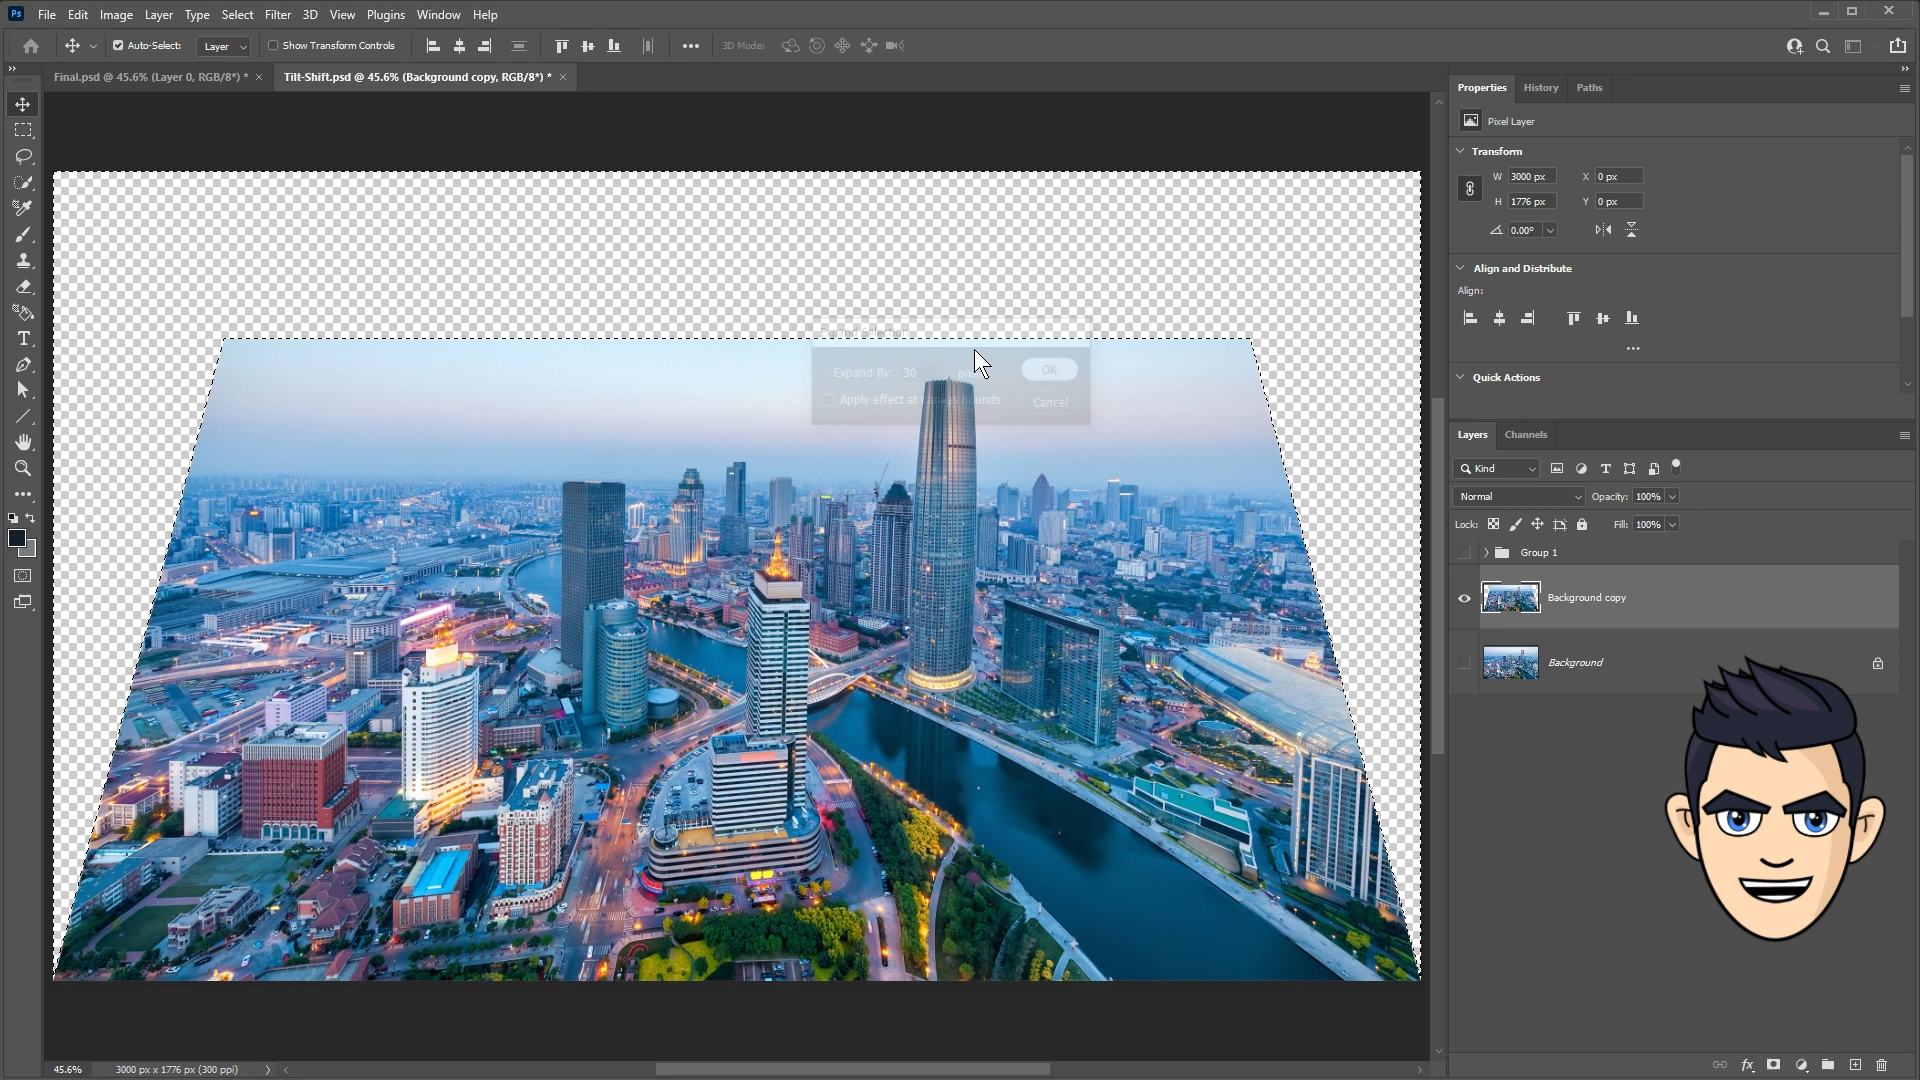 Ps File Edit Image Layer Type Select Filter 3D View Plugins Window Help
Auto-Select: Layer Show Transform Controls 3D Mode:
Final.psd @ 45.6% (Layer 0, RGB/8*) * Tilt-Shift.psd @ 45.6% (Background copy, RGB/8*) *
Properties History Paths
Pixel Layer
Transform
W 3000 px X 0 px
H 1776 px Y 0 px
0.00°
Align and Distribute
Align:
Quick Actions
Expand Selection
Expand By: 30 OK
Apply effect at canvas bounds Cancel
Layers Channels
Kind
Normal Opacity: 100%
Lock: Fill: 100%
Group 1
Background copy
Background
45.6% 3000 px x 1776 px (300 ppi)